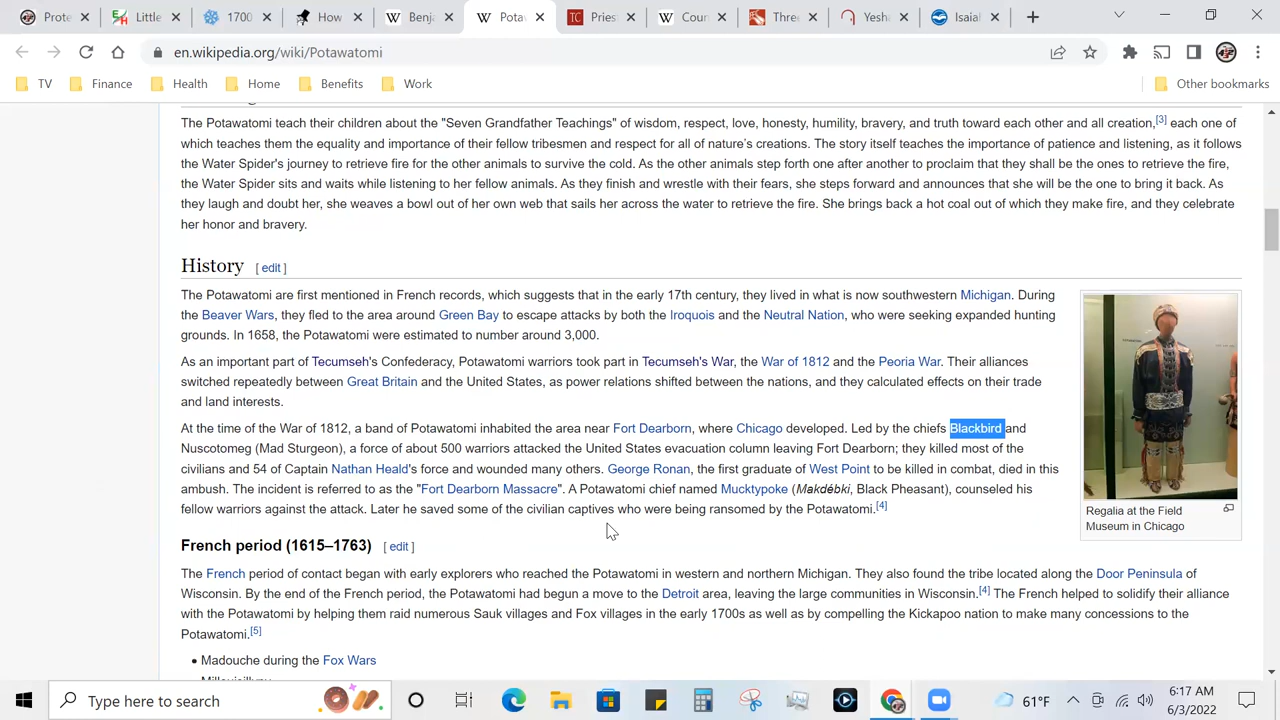 Prote
Little
1700
How
Benja
Potaw
Priest
Coun
Three
Yesha
Isaiah
en.wikipedia.org/wiki/Potawatomi
TV
Finance
Health
Home
Benefits
Work
Other bookmarks
The Potawatomi teach their children about the "Seven Grandfather Teachings" of wisdom, respect, love, honesty, humility, bravery, and truth toward each other and all creation,[3] each one of
which teaches them the equality and importance of their fellow tribesmen and respect for all of nature's creations. The story itself teaches the importance of patience and listening, as it follows
the Water Spider's journey to retrieve fire for the other animals to survive the cold. As the other animals step forth one after another to proclaim that they shall be the ones to retrieve the fire,
the Water Spider sits and waits while listening to her fellow animals. As they finish and wrestle with their fears, she steps forward and announces that she will be the one to bring it back. As
they laugh and doubt her, she weaves a bowl out of her own web that sails her across the water to retrieve the fire. She brings back a hot coal out of which they make fire, and they celebrate
her honor and bravery.
History [ edit ]
The Potawatomi are first mentioned in French records, which suggests that in the early 17th century, they lived in what is now southwestern Michigan. During
the Beaver Wars, they fled to the area around Green Bay to escape attacks by both the Iroquois and the Neutral Nation, who were seeking expanded hunting
grounds. In 1658, the Potawatomi were estimated to number around 3,000.
As an important part of Tecumseh's Confederacy, Potawatomi warriors took part in Tecumseh's War, the War of 1812 and the Peoria War. Their alliances
switched repeatedly between Great Britain and the United States, as power relations shifted between the nations, and they calculated effects on their trade
and land interests.
At the time of the War of 1812, a band of Potawatomi inhabited the area near Fort Dearborn, where Chicago developed. Led by the chiefs Blackbird and
Nuscotomeg (Mad Sturgeon), a force of about 500 warriors attacked the United States evacuation column leaving Fort Dearborn; they killed most of the
civilians and 54 of Captain Nathan Heald's force and wounded many others. George Ronan, the first graduate of West Point to be killed in combat, died in this
ambush. The incident is referred to as the "Fort Dearborn Massacre". A Potawatomi chief named Mucktypoke (Makdébki, Black Pheasant), counseled his
fellow warriors against the attack. Later he saved some of the civilian captives who were being ransomed by the Potawatomi.[4]
Regalia at the Field
Museum in Chicago
French period (1615–1763) [ edit ]
The French period of contact began with early explorers who reached the Potawatomi in western and northern Michigan. They also found the tribe located along the Door Peninsula of
Wisconsin. By the end of the French period, the Potawatomi had begun a move to the Detroit area, leaving the large communities in Wisconsin.[4] The French helped to solidify their alliance
with the Potawatomi by helping them raid numerous Sauk villages and Fox villages in the early 1700s as well as by compelling the Kickapoo nation to make many concessions to the
Potawatomi.[5]
• Madouche during the Fox Wars
Type here to search
61°F
6:17 AM
6/3/2022